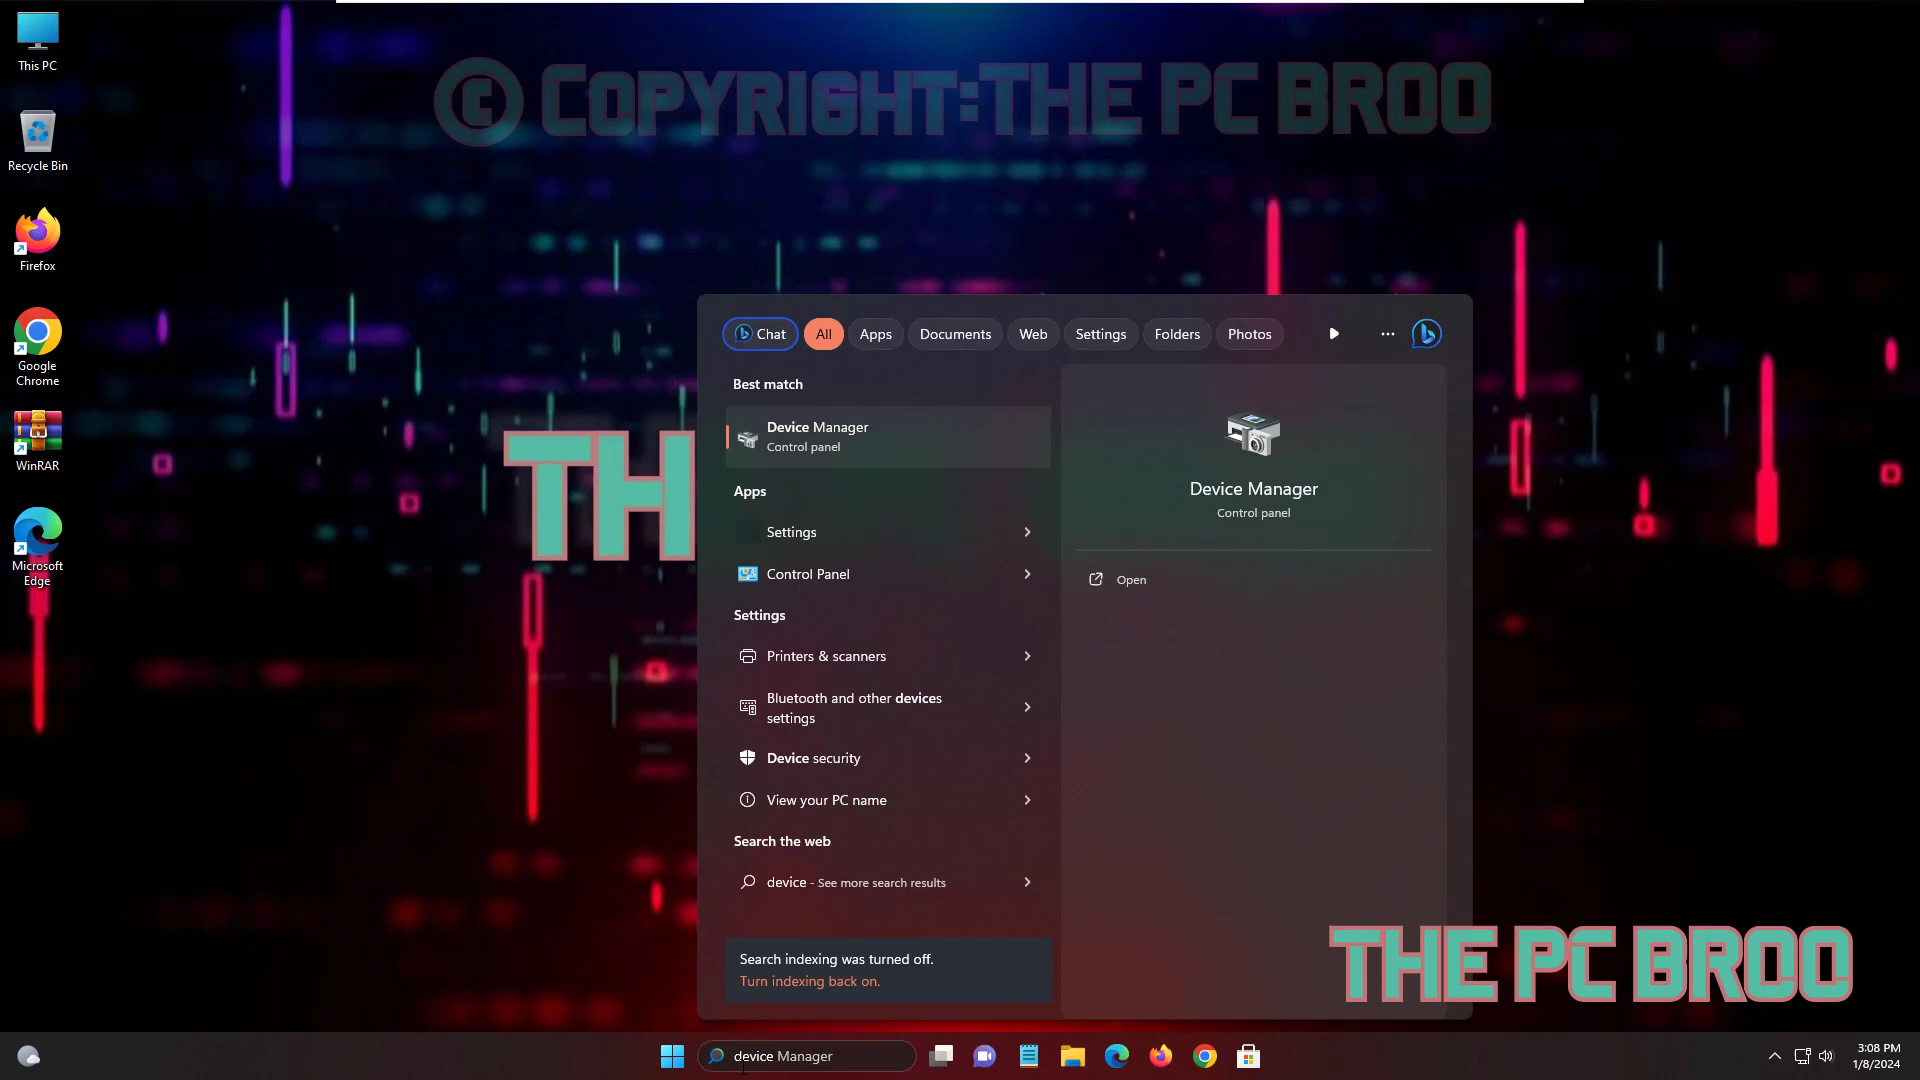 This PC
© COPYRIGHT:THE PC BROO
Recycle Bin
Firefox
Google
Chrome
WinRAR
Microsoft
Edge
TH
Chat
All
Apps
Documents
Web
Settings
Folders
Photos
Best match
Device Manager
Control panel
Apps
Settings
Control Panel
Settings
Printers & scanners
Bluetooth and other devices
settings
Device security
View your PC name
Search the web
device - See more search results
Search indexing was turned off.
Turn indexing back on.
Device Manager
Control panel
Open
THE PC BROO
device Manager
3:08 PM
1/8/2024